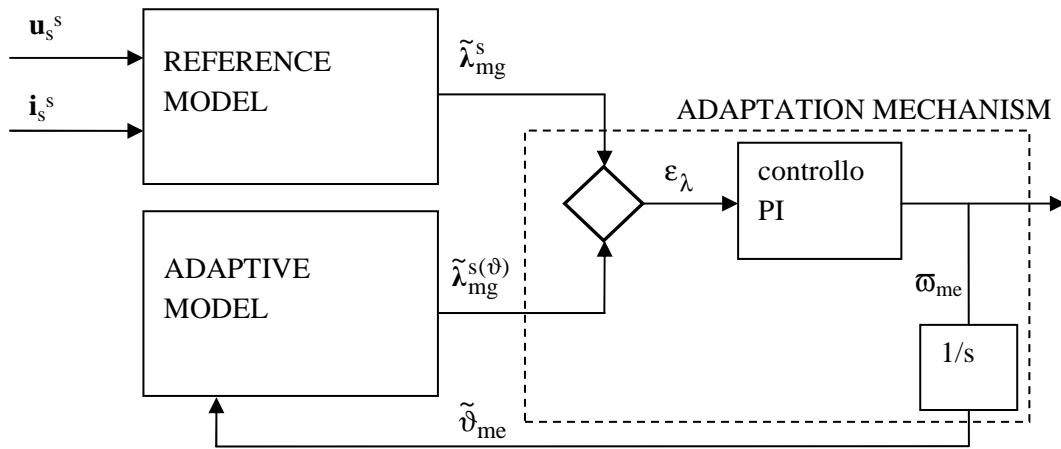 u_s^s
i_s^s
REFERENCE
MODEL
λ̃_mg^s
ADAPTATION MECHANISM
ε_λ
controllo
PI
ADAPTIVE
MODEL
λ̃_mg^s(ϑ)
ϖ_me
1/s
ϑ̃_me